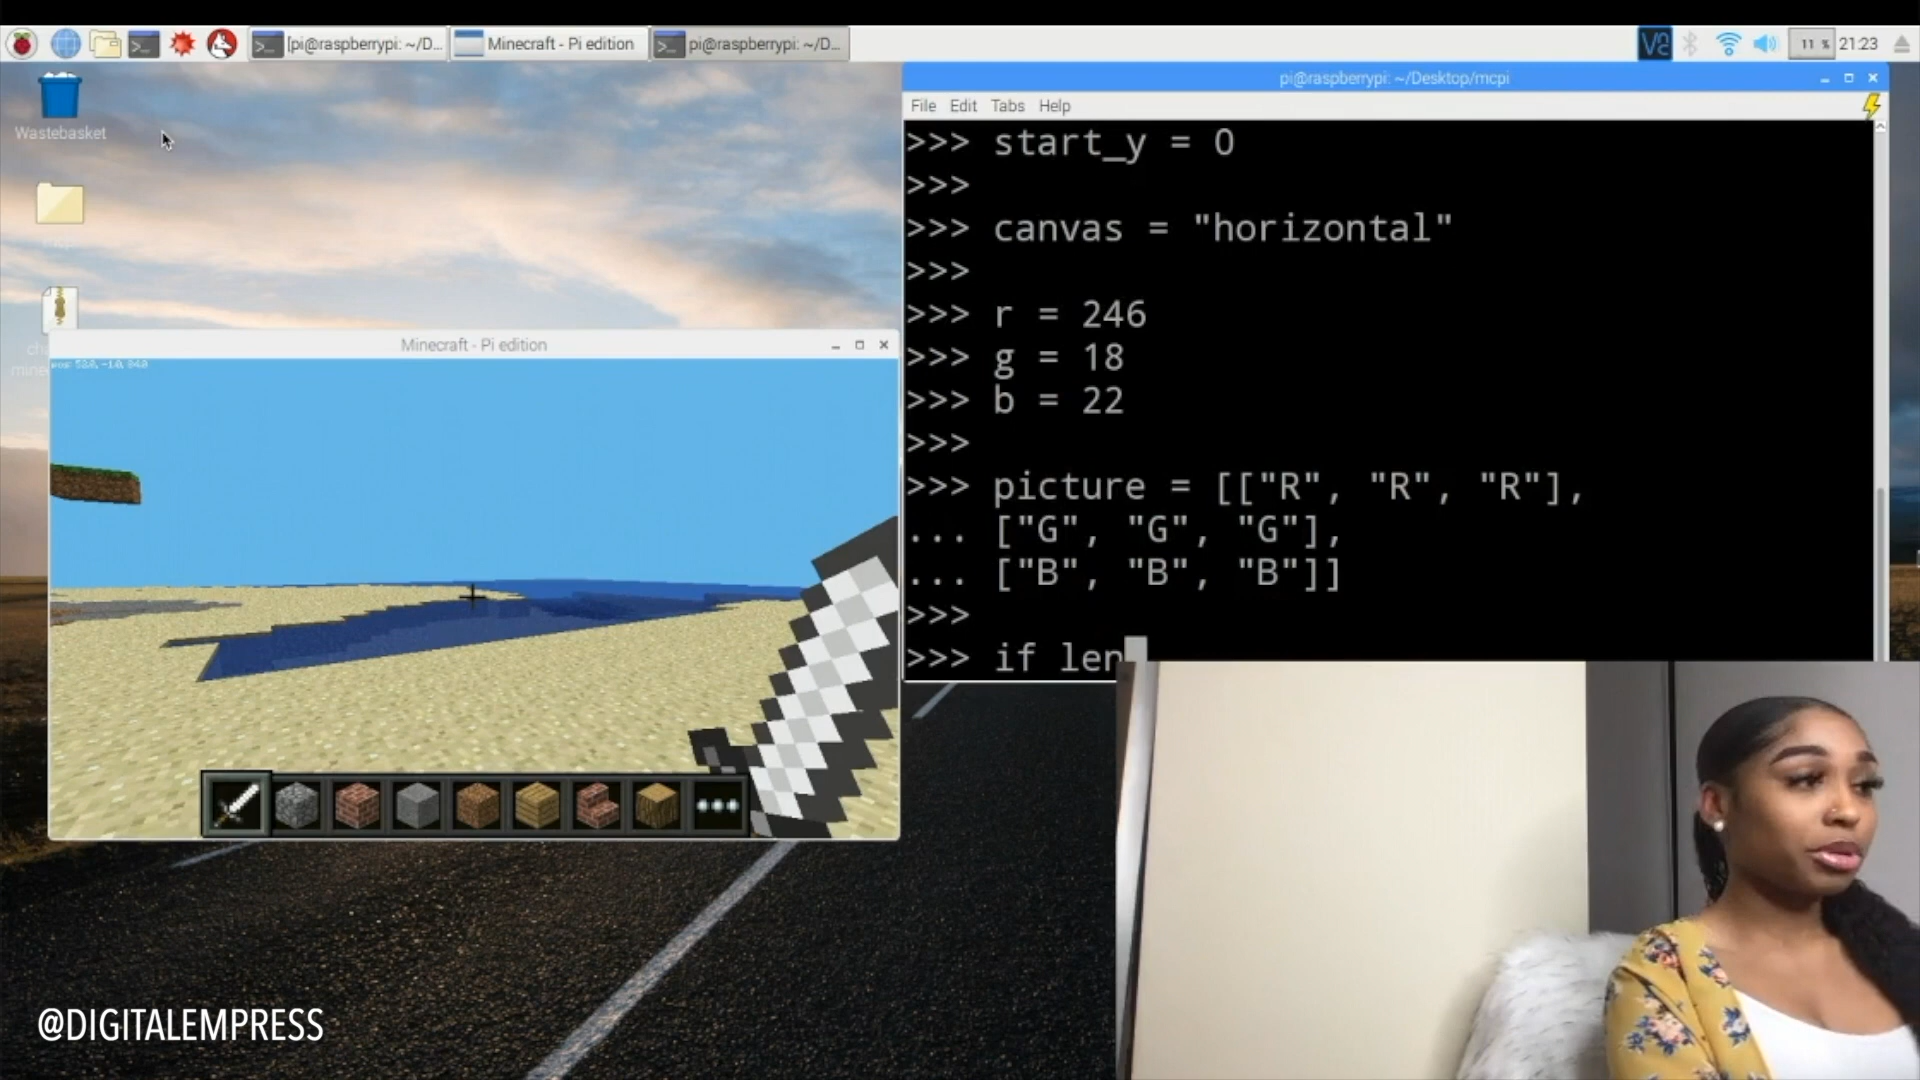 [pi@raspberrypi: ~/D...
Minecraft - Pi edition
pi@raspberrypi: ~/D...
11 %
21:23
Wastebasket
pi@raspberrypi: ~/Desktop/mcpi
File Edit Tabs Help
>>> start_y = 0
>>>
>>> canvas = "horizontal"
>>>
>>> r = 246
>>> g = 18
>>> b = 22
>>>
>>> picture = [["R", "R", "R"],
... ["G", "G", "G"],
... ["B", "B", "B"]]
>>>
>>> if len
Minecraft - Pi edition
@DIGITALEMPRESS